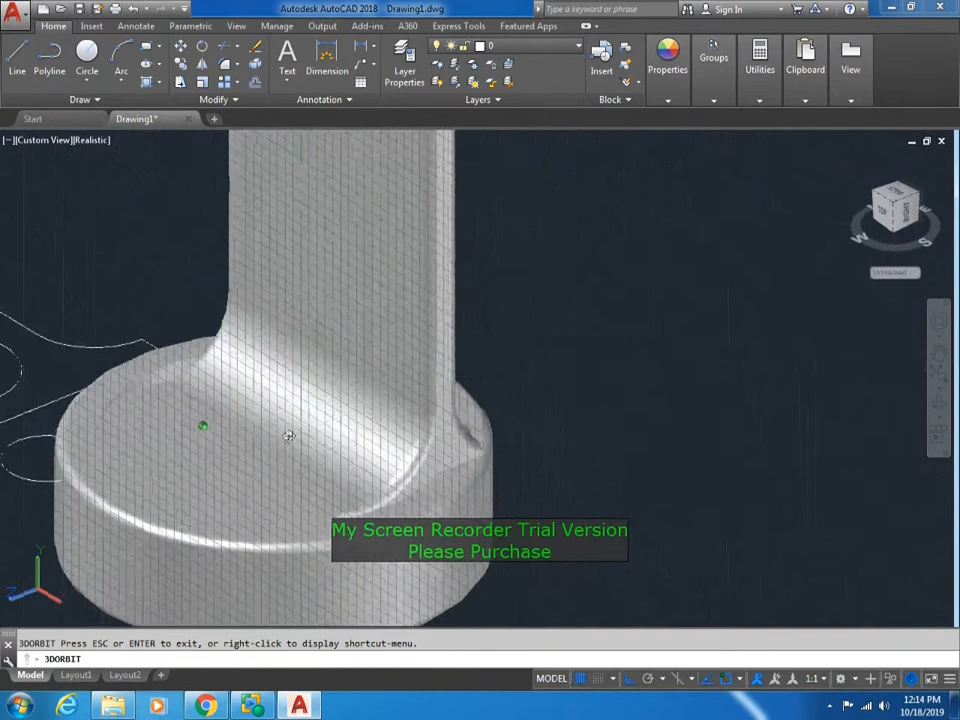 Autodesk AutoCAD 2018 Drawing1.dwg
Type a keyword or phrase
Sign In
Home Insert Annotate Parametric View Manage Output Add-ins A360 Express Tools Featured Apps
Line Polyline Circle Arc Text Dimension Layer Properties 0 Insert Properties Groups Utilities Clipboard View
Draw Modify Annotation Layers Block
Start Drawing1*
[−][Custom View][Realistic]
TOP RIGHT
W E S
Unnamed
My Screen Recorder Trial Version
Please Purchase
Y
Z
3DORBIT Press ESC or ENTER to exit, or right-click to display shortcut-menu.
3DORBIT
Model Layout1 Layout2
MODEL 1:1
12:14 PM
10/18/2019